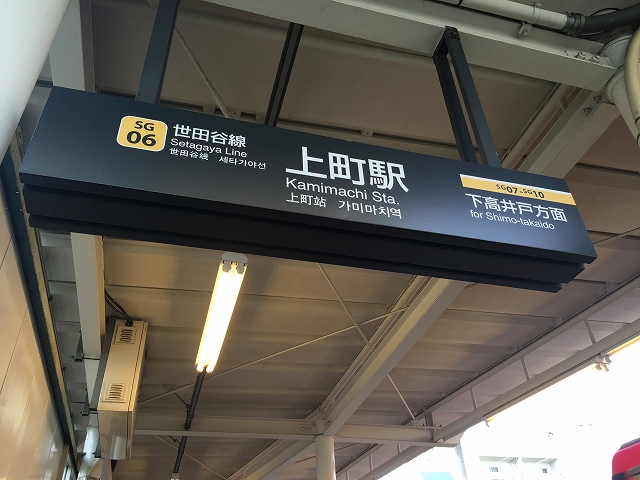 SG
06
世田谷線
Setagaya Line
世田谷线 세타가야선
上町駅
Kamimachi Sta.
上町站 가미마치역
SG07-SG10
下高井戸方面
for Shimo-takaido